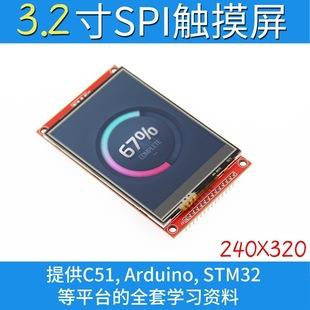 3.2寸SPI触摸屏
67%
COMPLETE
240X320
提供C51, Arduino, STM32
等平台的全套学习资料